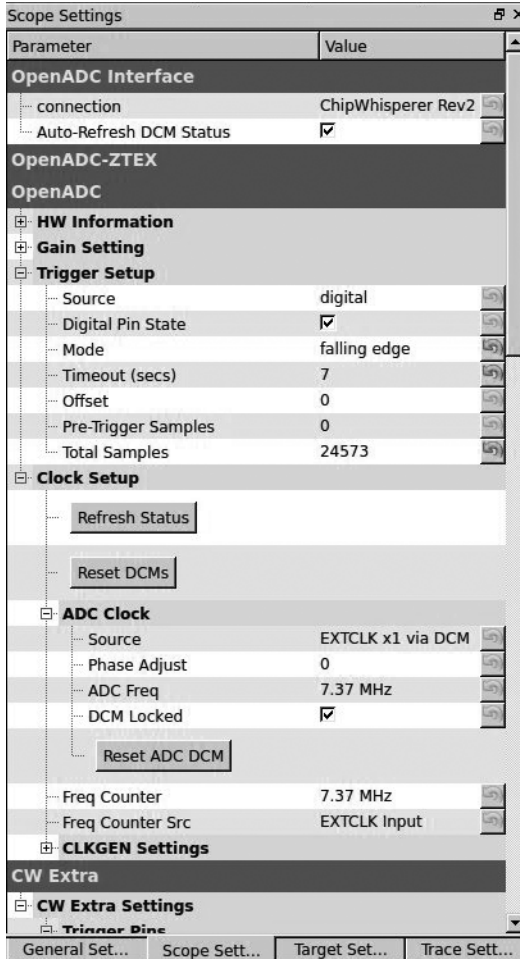 Scope Settings
Parameter Value
OpenADC Interface
connection ChipWhisperer Rev2
Auto-Refresh DCM Status
OpenADC-ZTEX
OpenADC
HW Information
Gain Setting
Trigger Setup
Source digital
Digital Pin State
Mode falling edge
Timeout (secs) 7
Offset 0
Pre-Trigger Samples 0
Total Samples 24573
Clock Setup
Refresh Status
Reset DCMs
ADC Clock
Source EXTCLK x1 via DCM
Phase Adjust 0
ADC Freq 7.37 MHz
DCM Locked
Reset ADC DCM
Freq Counter 7.37 MHz
Freq Counter Src EXTCLK Input
CLKGEN Settings
CW Extra
CW Extra Settings
Trigger Pins
General Set... Scope Sett... Target Set... Trace Sett...